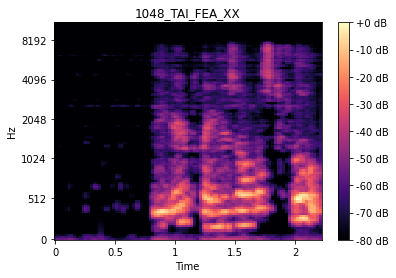 1048_TAI_FEA_XX
8192
4096
2048
1024
512
0
Hz
0
0.5
1
1.5
2
Time
+0 dB
-10 dB
-20 dB
-30 dB
-40 dB
-50 dB
-60 dB
-70 dB
-80 dB